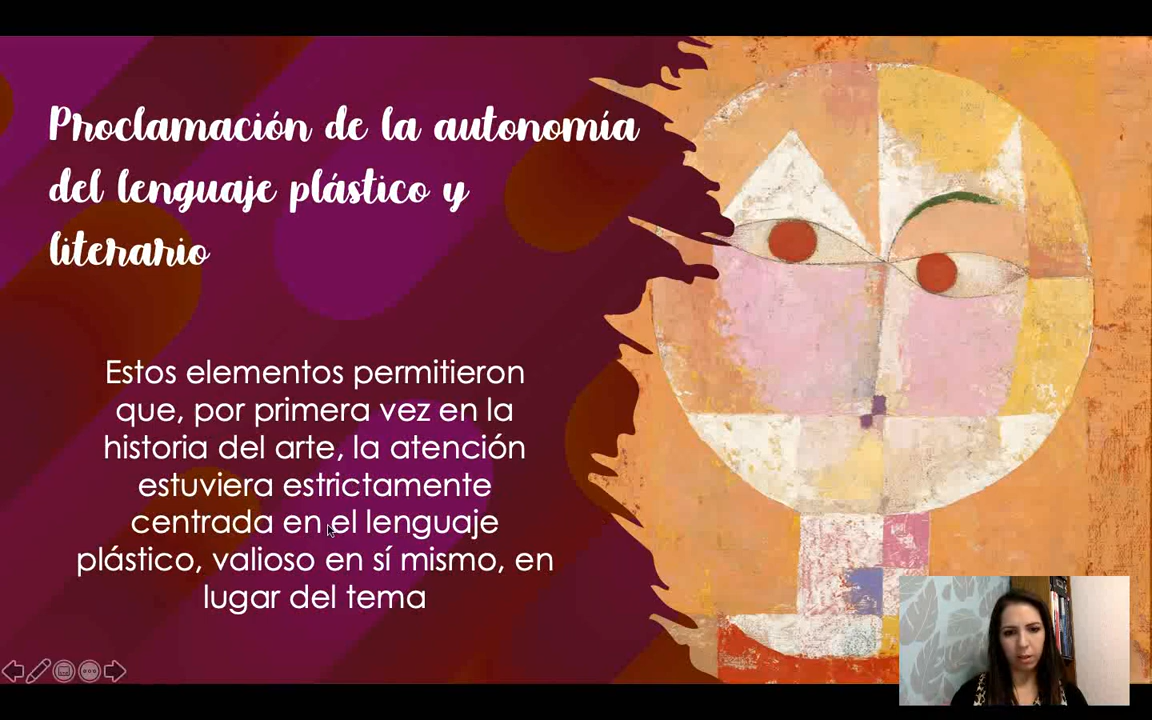 Proclamación de la autonomía
del lenguaje plástico y
literario
Estos elementos permitieron
que, por primera vez en la
historia del arte, la atención
estuviera estrictamente
centrada en el lenguaje
plástico, valioso en sí mismo, en
lugar del tema